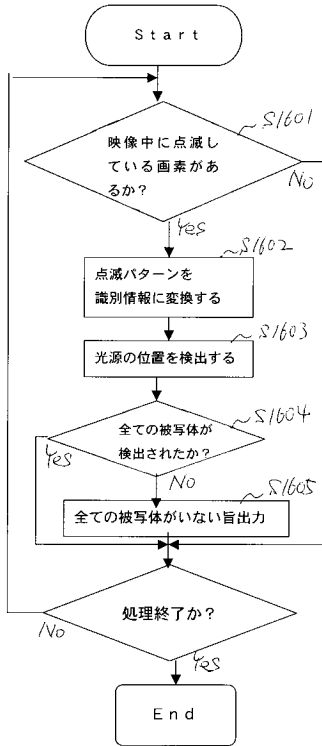 Start
S1601
映像中に点滅し
ている画素があ
るか？
No
Yes
S1602
点滅パターンを
識別情報に変換する
S1603
光源の位置を検出する
S1604
全ての被写体が
検出されたか？
Yes
No
S1605
全ての被写体がいない旨出力
処理終了か？
No
Yes
End